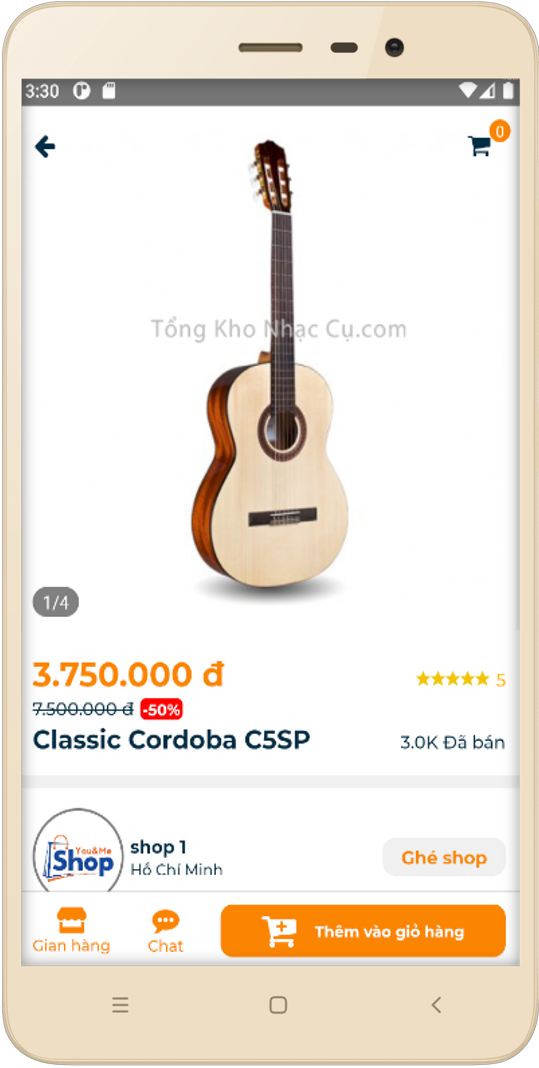 3:30
0
Tổng Kho Nhạc Cụ.com
1/4
3.750.000 đ
5
7.500.000 đ -50%
Classic Cordoba C5SP
3.0K Đã bán
You&Me
Shop
shop 1
Hồ Chí Minh
Ghé shop
Gian hàng
Chat
Thêm vào giỏ hàng